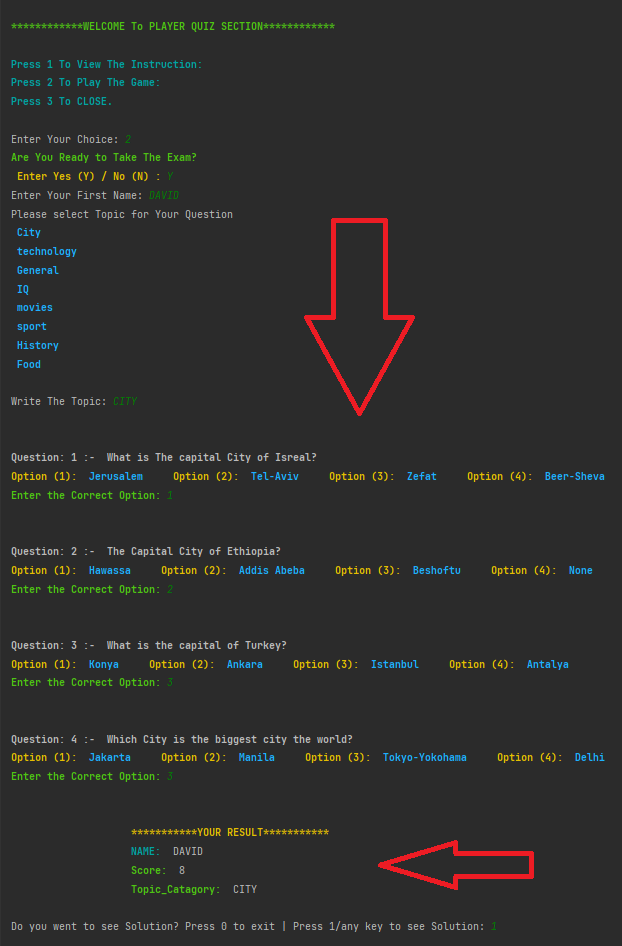 ************WELCOME To PLAYER QUIZ SECTION************
Press 1 To View The Instruction:
Press 2 To Play The Game:
Press 3 To CLOSE.
Enter Your Choice: 2
Are You Ready to Take The Exam?
Enter Yes (Y) / No (N) : Y
Enter Your First Name: DAVID
Please select Topic for Your Question
City
technology
General
IQ
movies
sport
History
Food
Write The Topic: CITY
Question: 1 :-  What is The capital City of Isreal?
Option (1):  Jerusalem     Option (2):  Tel-Aviv     Option (3):  Zefat     Option (4):  Beer-Sheva
Enter the Correct Option: 1
Question: 2 :-  The Capital City of Ethiopia?
Option (1):  Hawassa     Option (2):  Addis Abeba     Option (3):  Beshoftu     Option (4):  None
Enter the Correct Option: 2
Question: 3 :-  What is the capital of Turkey?
Option (1):  Konya     Option (2):  Ankara     Option (3):  Istanbul     Option (4):  Antalya
Enter the Correct Option: 3
Question: 4 :-  Which City is the biggest city the world?
Option (1):  Jakarta     Option (2):  Manila     Option (3):  Tokyo-Yokohama     Option (4):  Delhi
Enter the Correct Option: 3
***********YOUR RESULT***********
NAME:  DAVID
Score:  8
Topic_Catagory:  CITY
Do you want to see Solution? Press 0 to exit | Press 1/any key to see Solution: 1